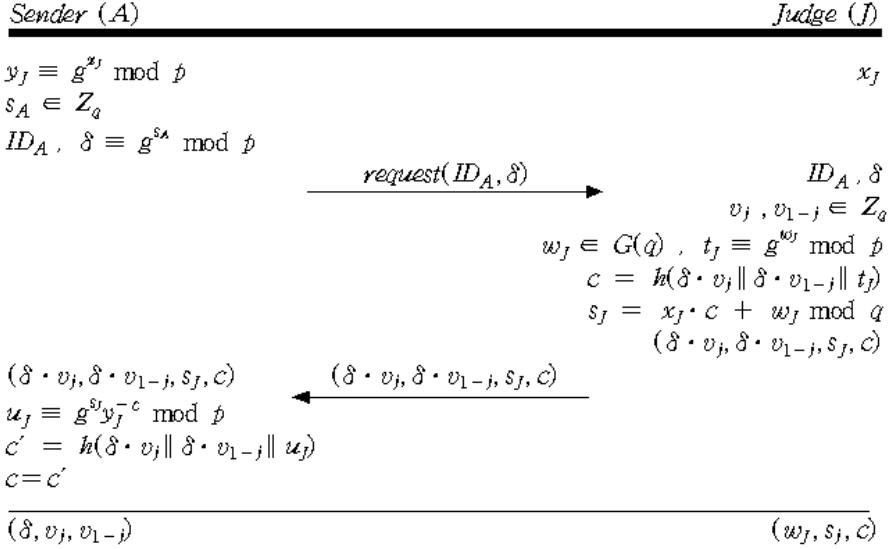 Sender (A) Judge (J)
y_J ≡ g^{x_J} mod p x_J
s_A ∈ Z_q
ID_A , δ ≡ g^{s_A} mod p
request(ID_A, δ) ID_A , δ
v_j , v_{1-j} ∈ Z_q
w_J ∈ G(q) , t_J ≡ g^{w_J} mod p
c = h(δ・v_j ∥ δ・v_{1-j} ∥ t_J)
s_J = x_J・c + w_J mod q
(δ・v_j, δ・v_{1-j}, s_J, c)
(δ・v_j, δ・v_{1-j}, s_J, c) (δ・v_j, δ・v_{1-j}, s_J, c)
u_J ≡ g^{s_J} y_J^{-c} mod p
c′ = h(δ・v_j ∥ δ・v_{1-j} ∥ u_J)
c=c′
(δ, v_j, v_{1-j}) (w_J, s_j, c)